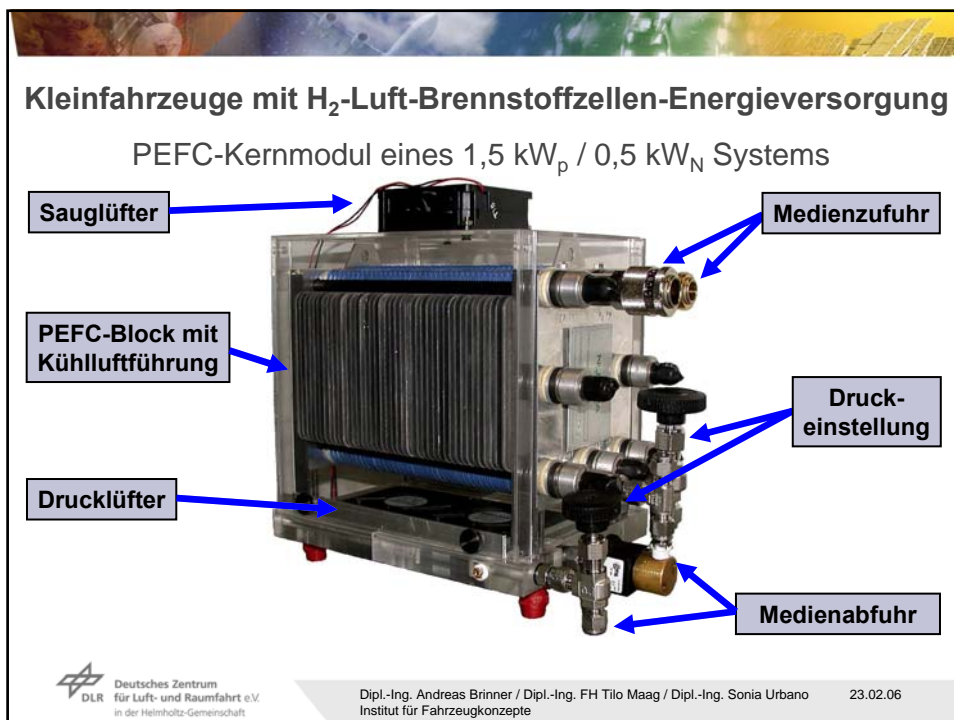 Kleinfahrzeuge mit H₂-Luft-Brennstoffzellen-Energieversorgung
PEFC-Kernmodul eines 1,5 kWp / 0,5 kWN Systems
Sauglüfter
Medienzufuhr
PEFC-Block mit
Kühlluftführung
Druck-
einstellung
Drucklüfter
Medienabfuhr
DLR
Deutsches Zentrum
für Luft- und Raumfahrt e.V.
in der Helmholtz-Gemeinschaft
Dipl.-Ing. Andreas Brinner / Dipl.-Ing. FH Tilo Maag / Dipl.-Ing. Sonia Urbano 23.02.06
Institut für Fahrzeugkonzepte